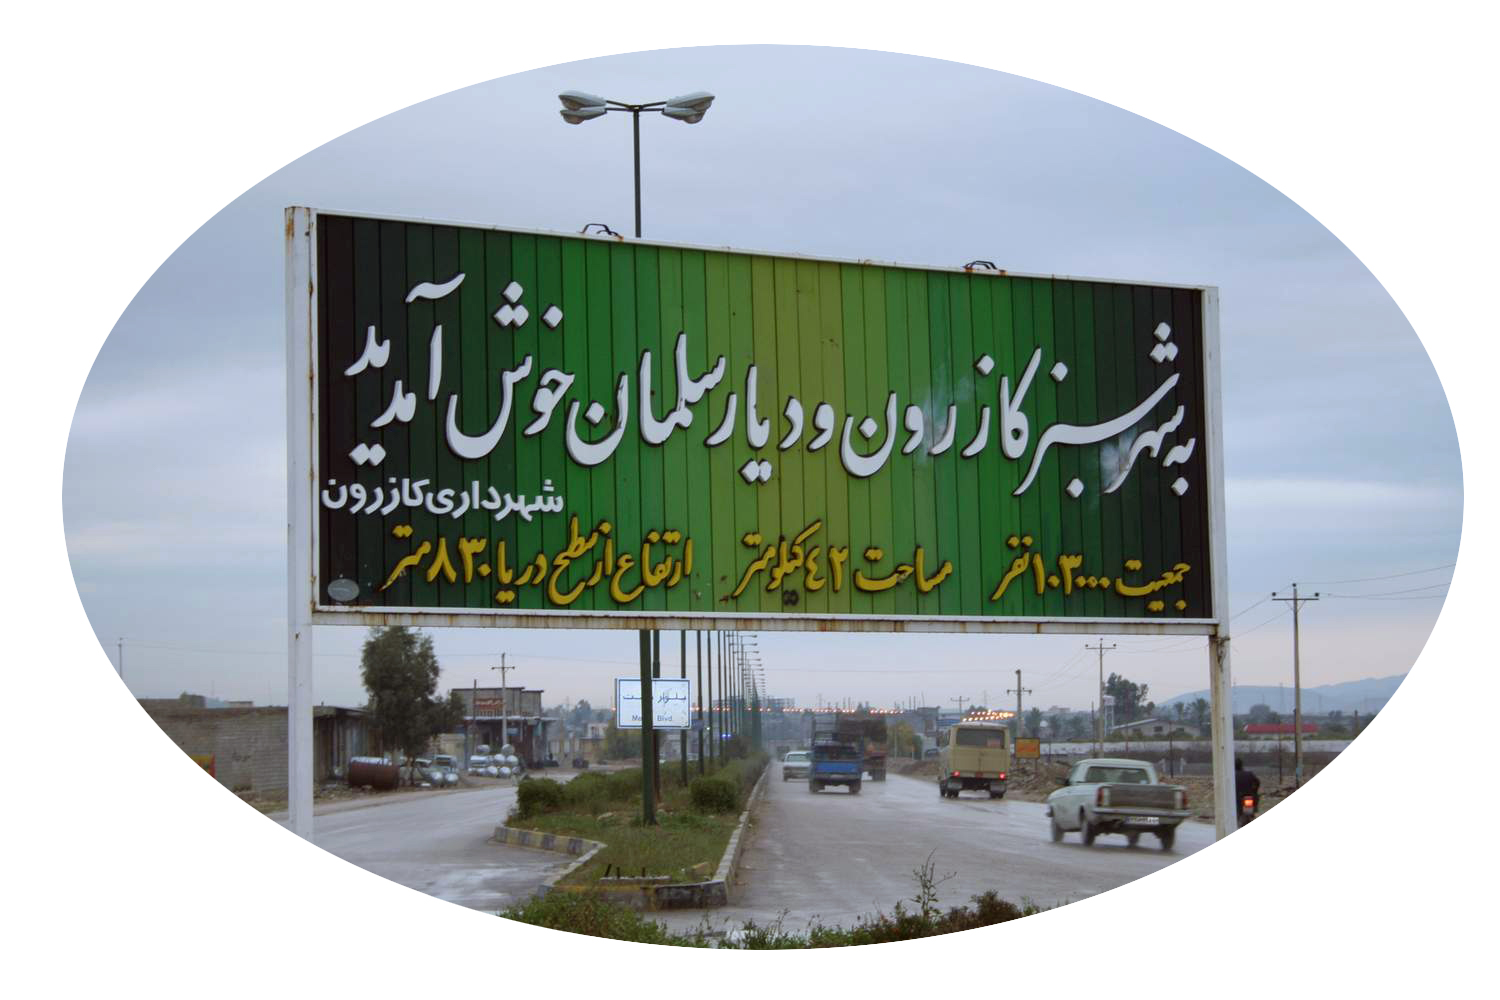 به شهر سبز کازرون و دیار سلمان خوش آمدید
شهرداری کازرون
جمعیت ۱۰۳۰۰۰ نفر مساحت ۴۲ کیلومتر ارتفاع از سطح دریا ۸۳۰ متر
Blvd.